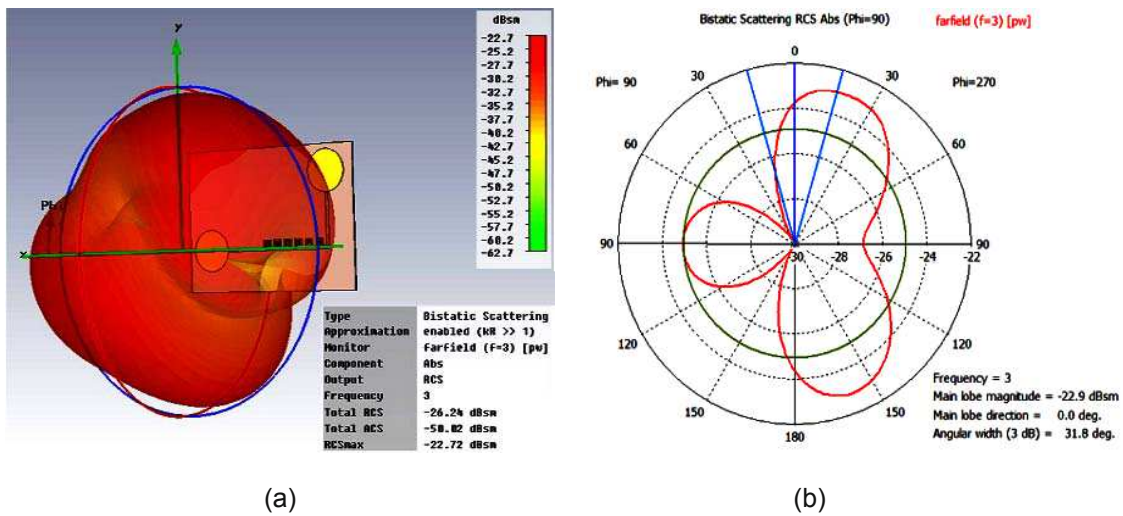 dBsm
-22.7
-25.2
-27.7
-30.2
-32.7
-35.2
-37.7
-40.2
-42.7
-45.2
-47.7
-50.2
-52.7
-55.2
-57.7
-60.2
-62.7
y
x
Type Bistatic Scattering
Approximation enabled (kR >> 1)
Monitor farfield (f=3) [pw]
Component Abs
Output RCS
Frequency 3
Total RCS -26.24 dBsm
Total ACS -50.02 dBsm
RCSmax -22.72 dBsm
(a)
Bistatic Scattering RCS Abs (Phi=90)
farfield (f=3) [pw]
0
30 30
Phi= 90 Phi=270
60 60
90 90
-30 -28 -26 -24 -22
120 120
150 150
180
Frequency = 3
Main lobe magnitude = -22.9 dBsm
Main lobe direction = 0.0 deg.
Angular width (3 dB) = 31.8 deg.
(b)